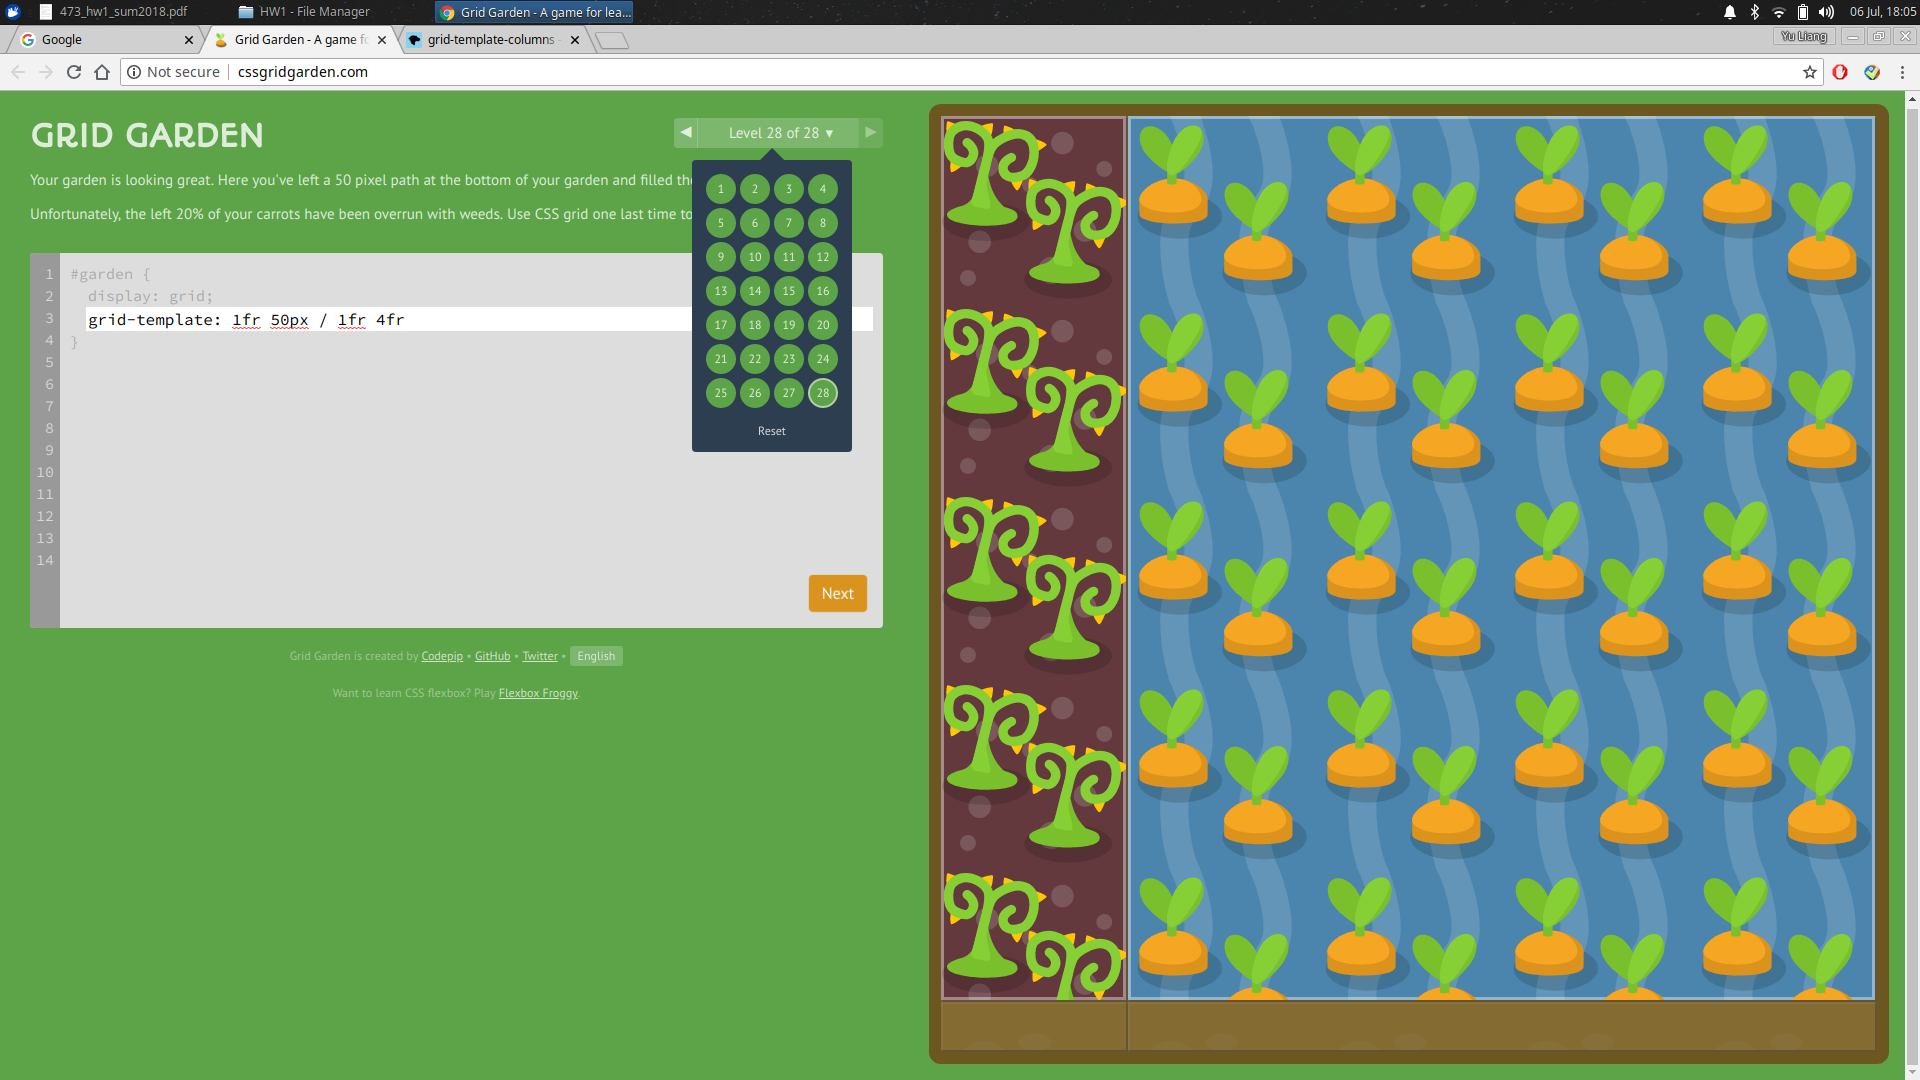 473_hw1_sum2018.pdf
HW1 - File Manager
Grid Garden - A game for lea...
06 Jul, 18:05
Google
Grid Garden - A game fo
grid-template-columns
Yu Liang
Not secure
cssgridgarden.com
GRID GARDEN
Level 28 of 28 ▼
Your garden is looking great. Here you've left a 50 pixel path at the bottom of your garden and filled the
Unfortunately, the left 20% of your carrots have been overrun with weeds. Use CSS grid one last time to
1 2 3 4
5 6 7 8
9 10 11 12
13 14 15 16
17 18 19 20
21 22 23 24
25 26 27 28
Reset
1 #garden {
2 display: grid;
3 grid-template: 1fr 50px / 1fr 4fr
4 }
5
6
7
8
9
10
11
12
13
14
Next
Grid Garden is created by Codepip • GitHub • Twitter • English
Want to learn CSS flexbox? Play Flexbox Froggy.